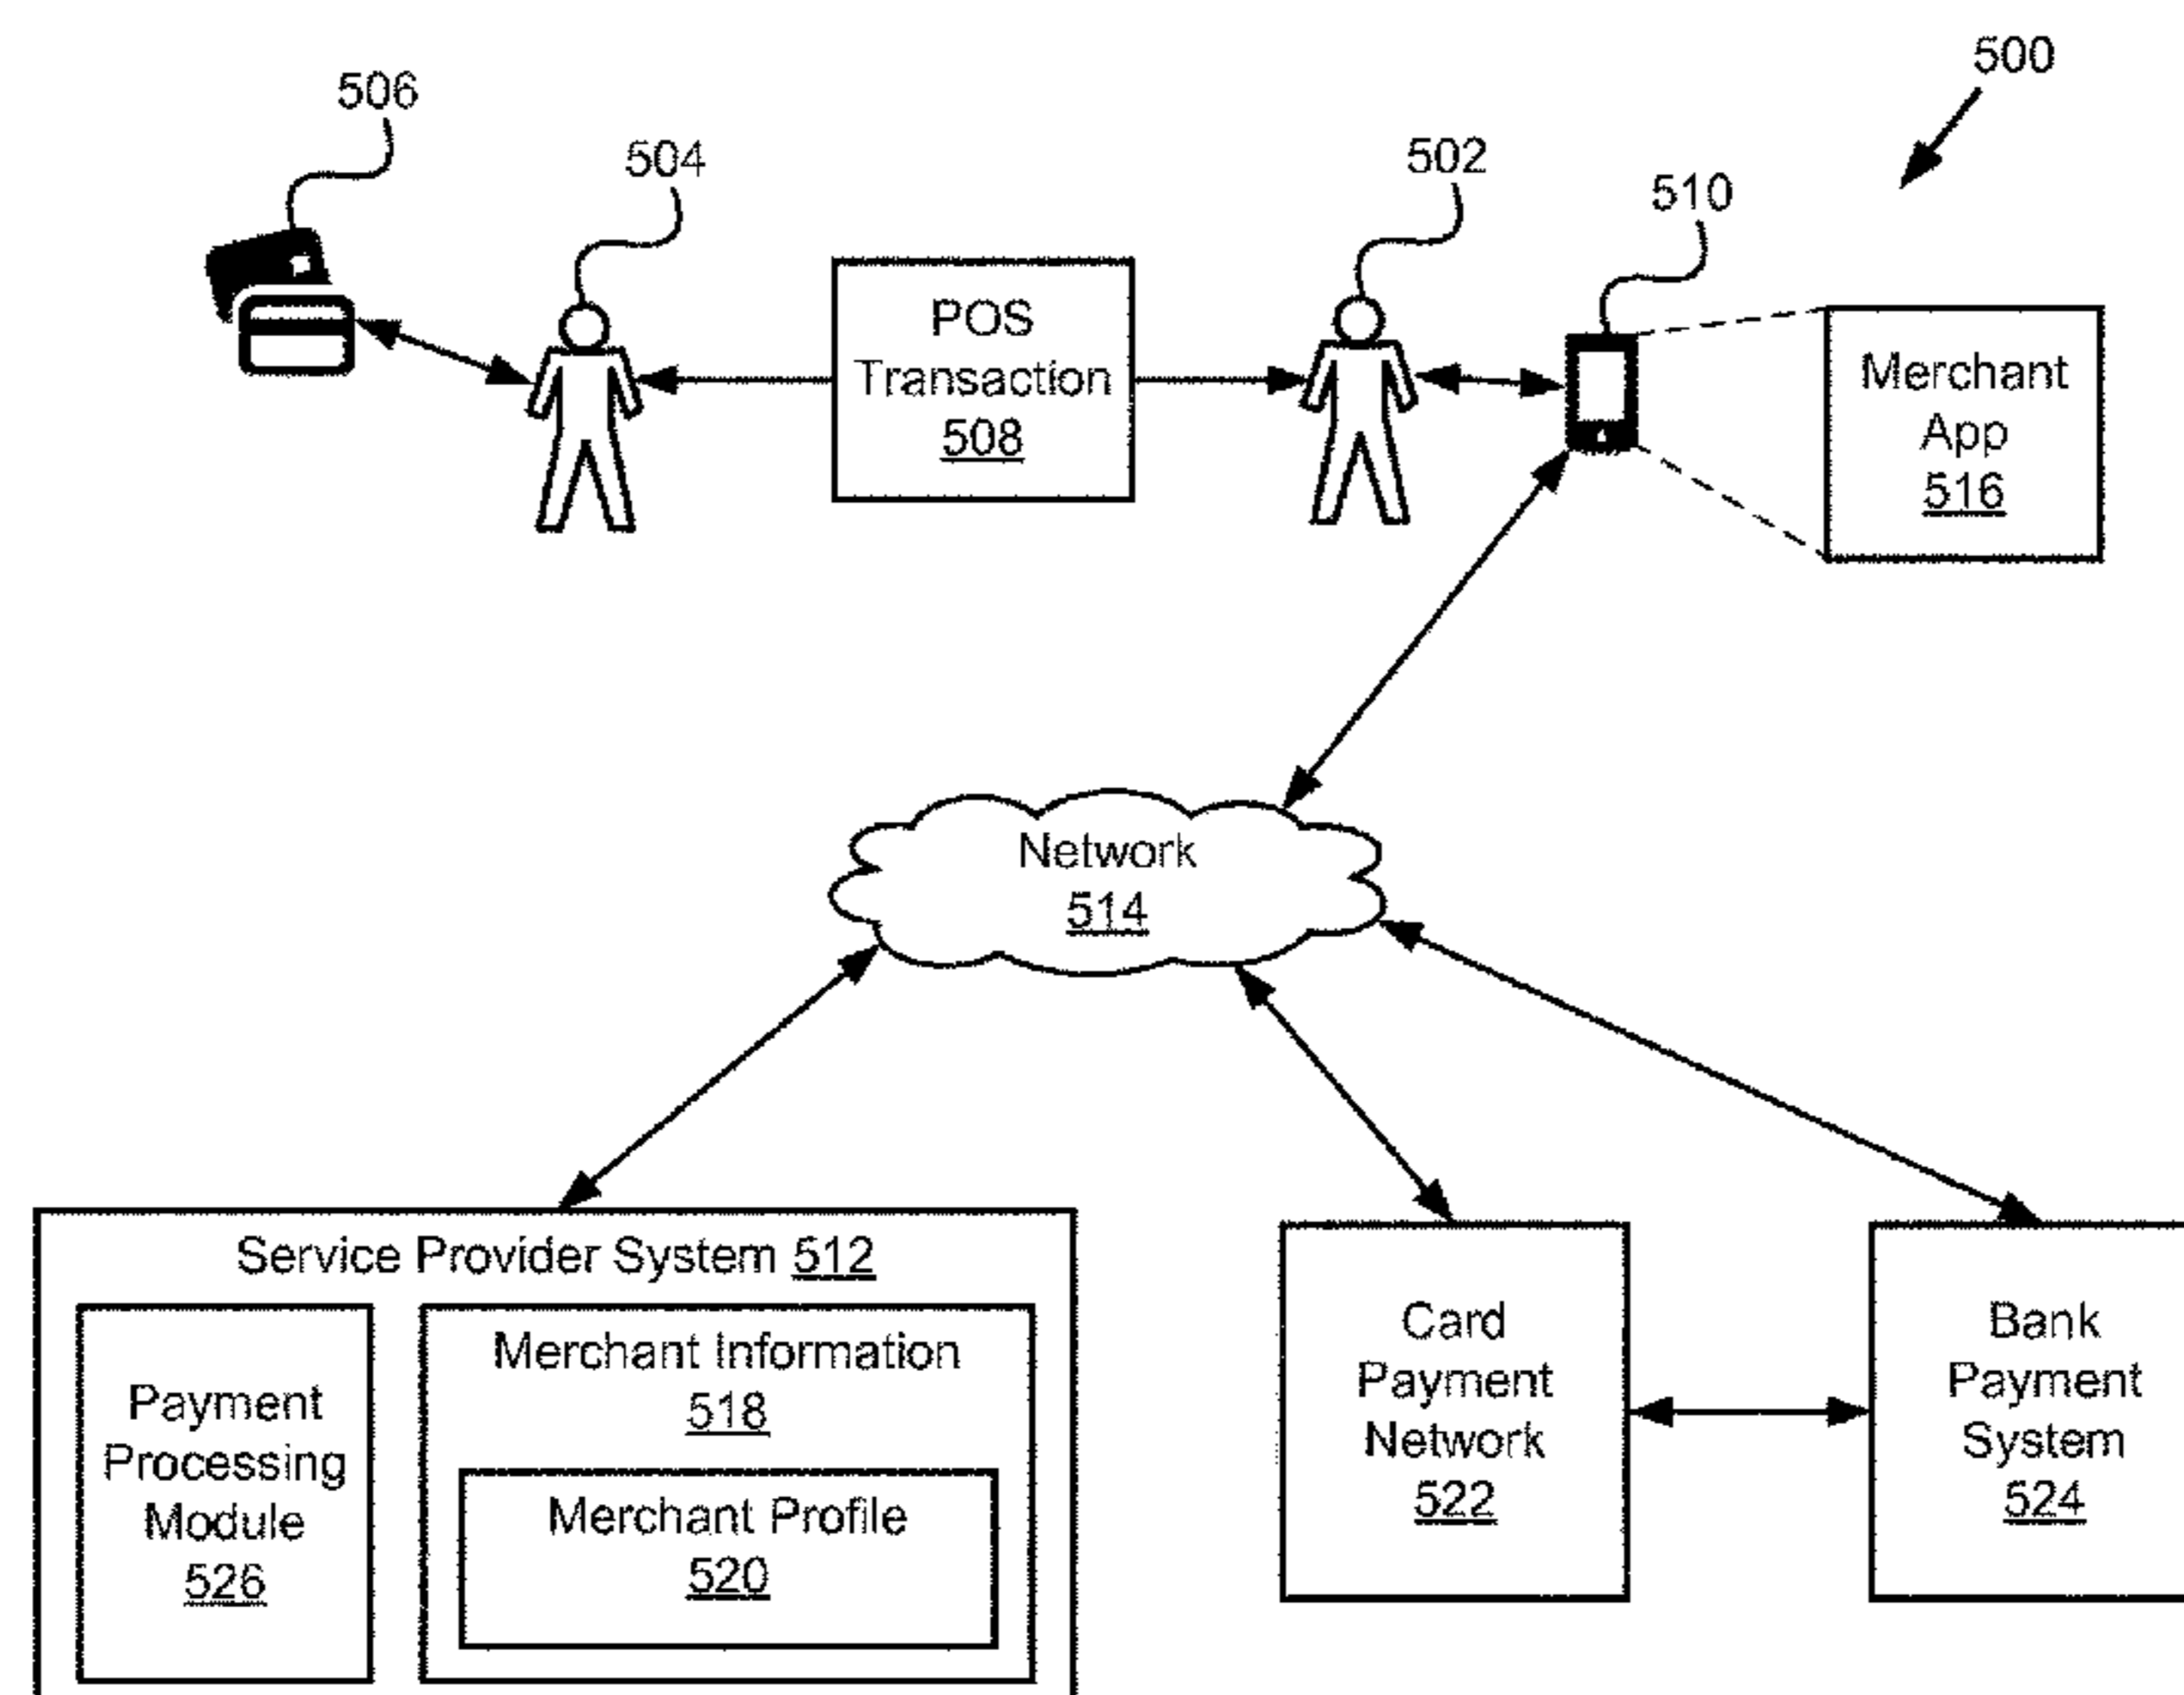 500
506
504
502
510
POS
Transaction
508
Merchant
App
516
Network
514
Service Provider System 512
Payment
Processing
Module
526
Merchant Information
518
Merchant Profile
520
Card
Payment
Network
522
Bank
Payment
System
524